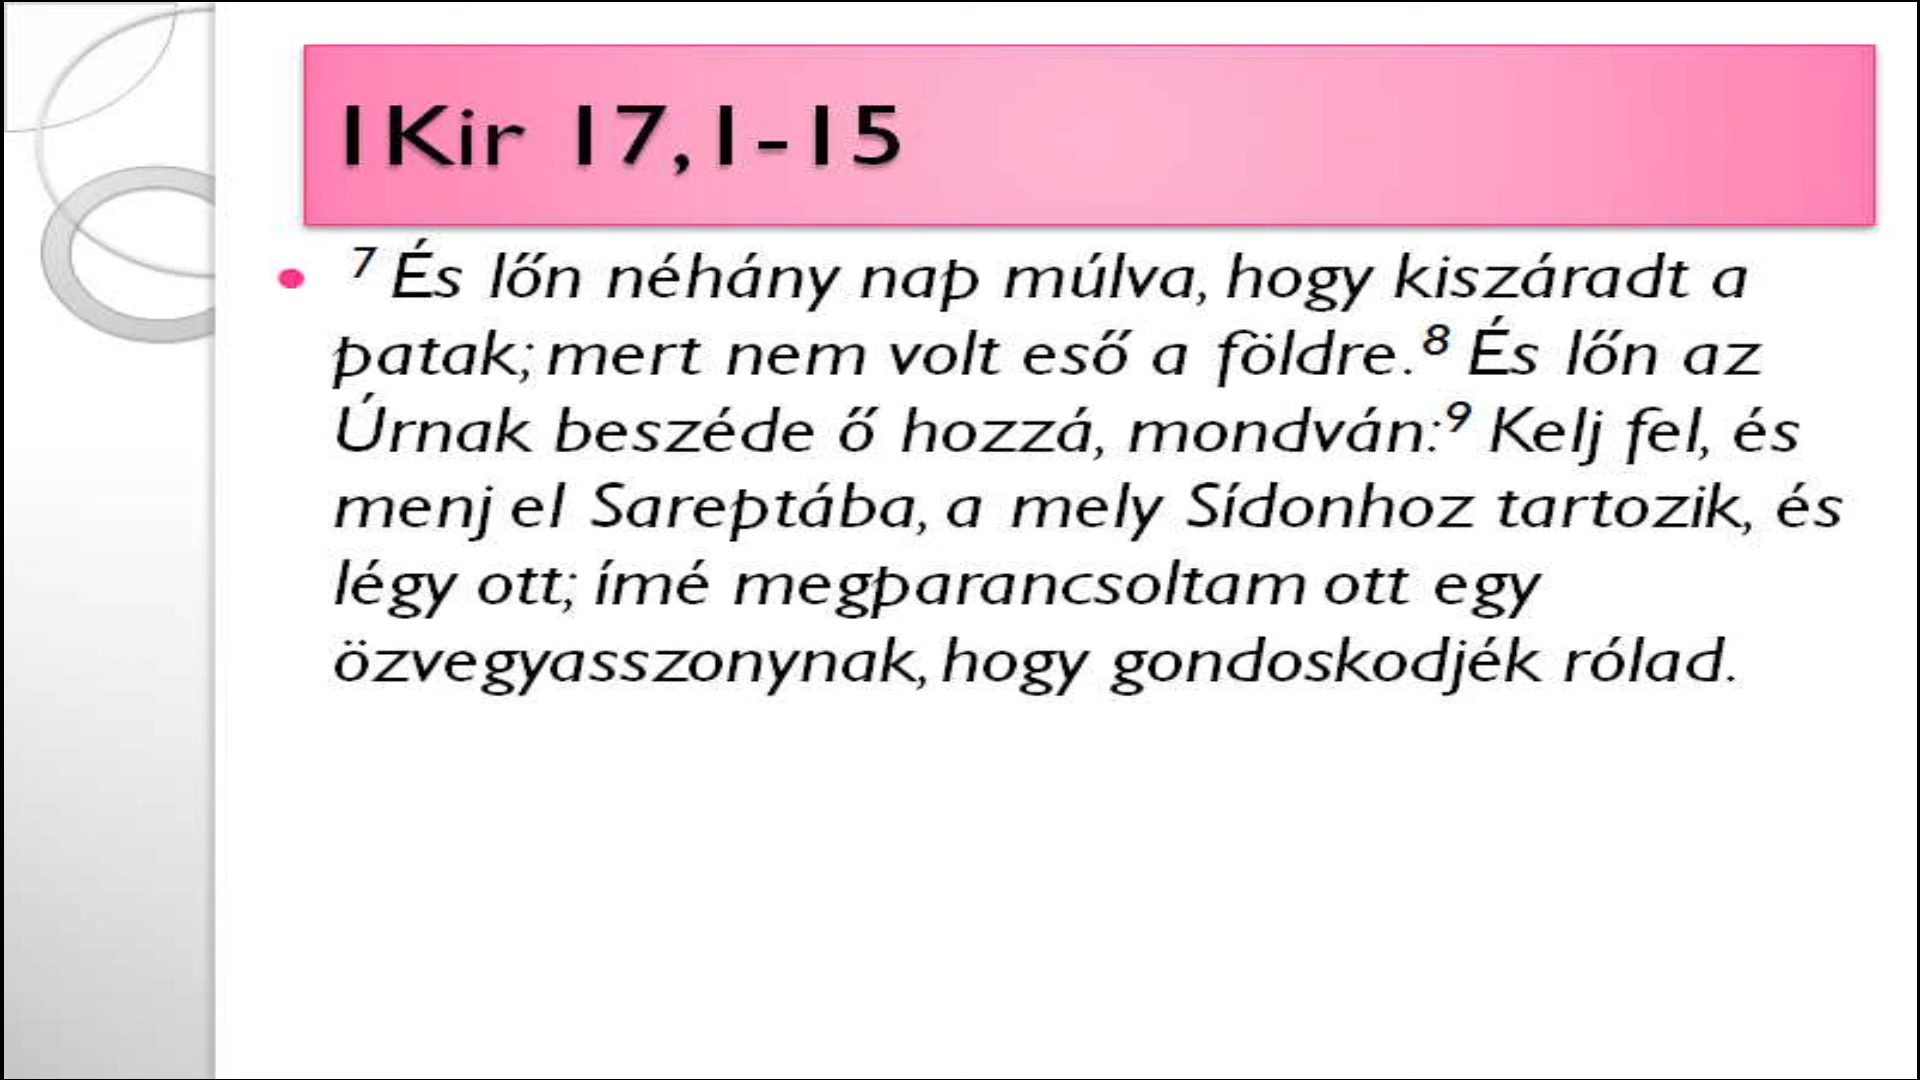 1Kir 17,1-15
• ⁷ És lőn néhány nap múlva, hogy kiszáradt a
patak; mert nem volt eső a földre. ⁸ És lőn az
Úrnak beszéde ő hozzá, mondván:⁹ Kelj fel, és
menj el Sareptába, a mely Sídonhoz tartozik, és
légy ott; ímé megparancsoltam ott egy
özvegyasszonynak, hogy gondoskodjék rólad.